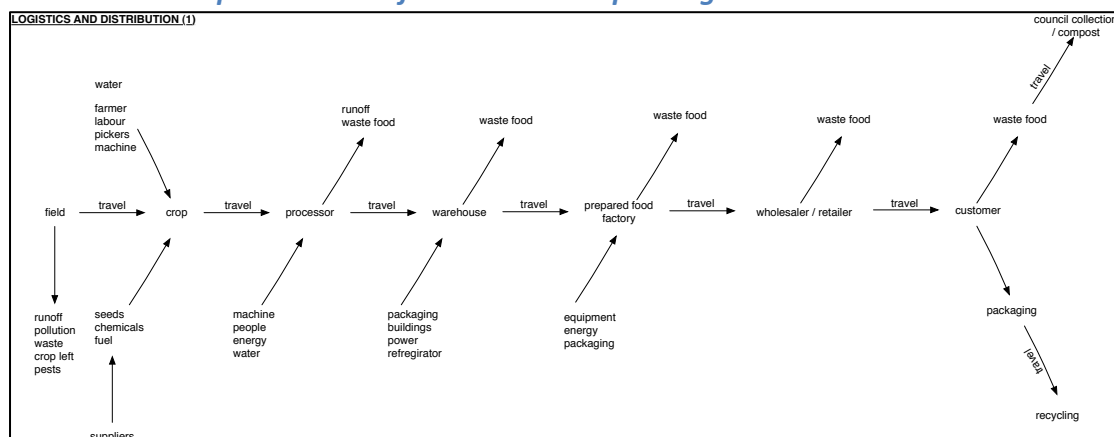 LOGISTICS AND DISTRIBUTION (1)
council collection
/ compost
travel
water
farmer
labour
pickers
machine
runoff
waste food
waste food
waste food
waste food
waste food
field
travel
crop
travel
processor
travel
warehouse
travel
prepared food
factory
travel
wholesaler / retailer
travel
customer
runoff
pollution
waste
crop left
pests
seeds
chemicals
fuel
machine
people
energy
water
packaging
buildings
power
refregirator
equipment
energy
packaging
packaging
travel
recycling
suppliers